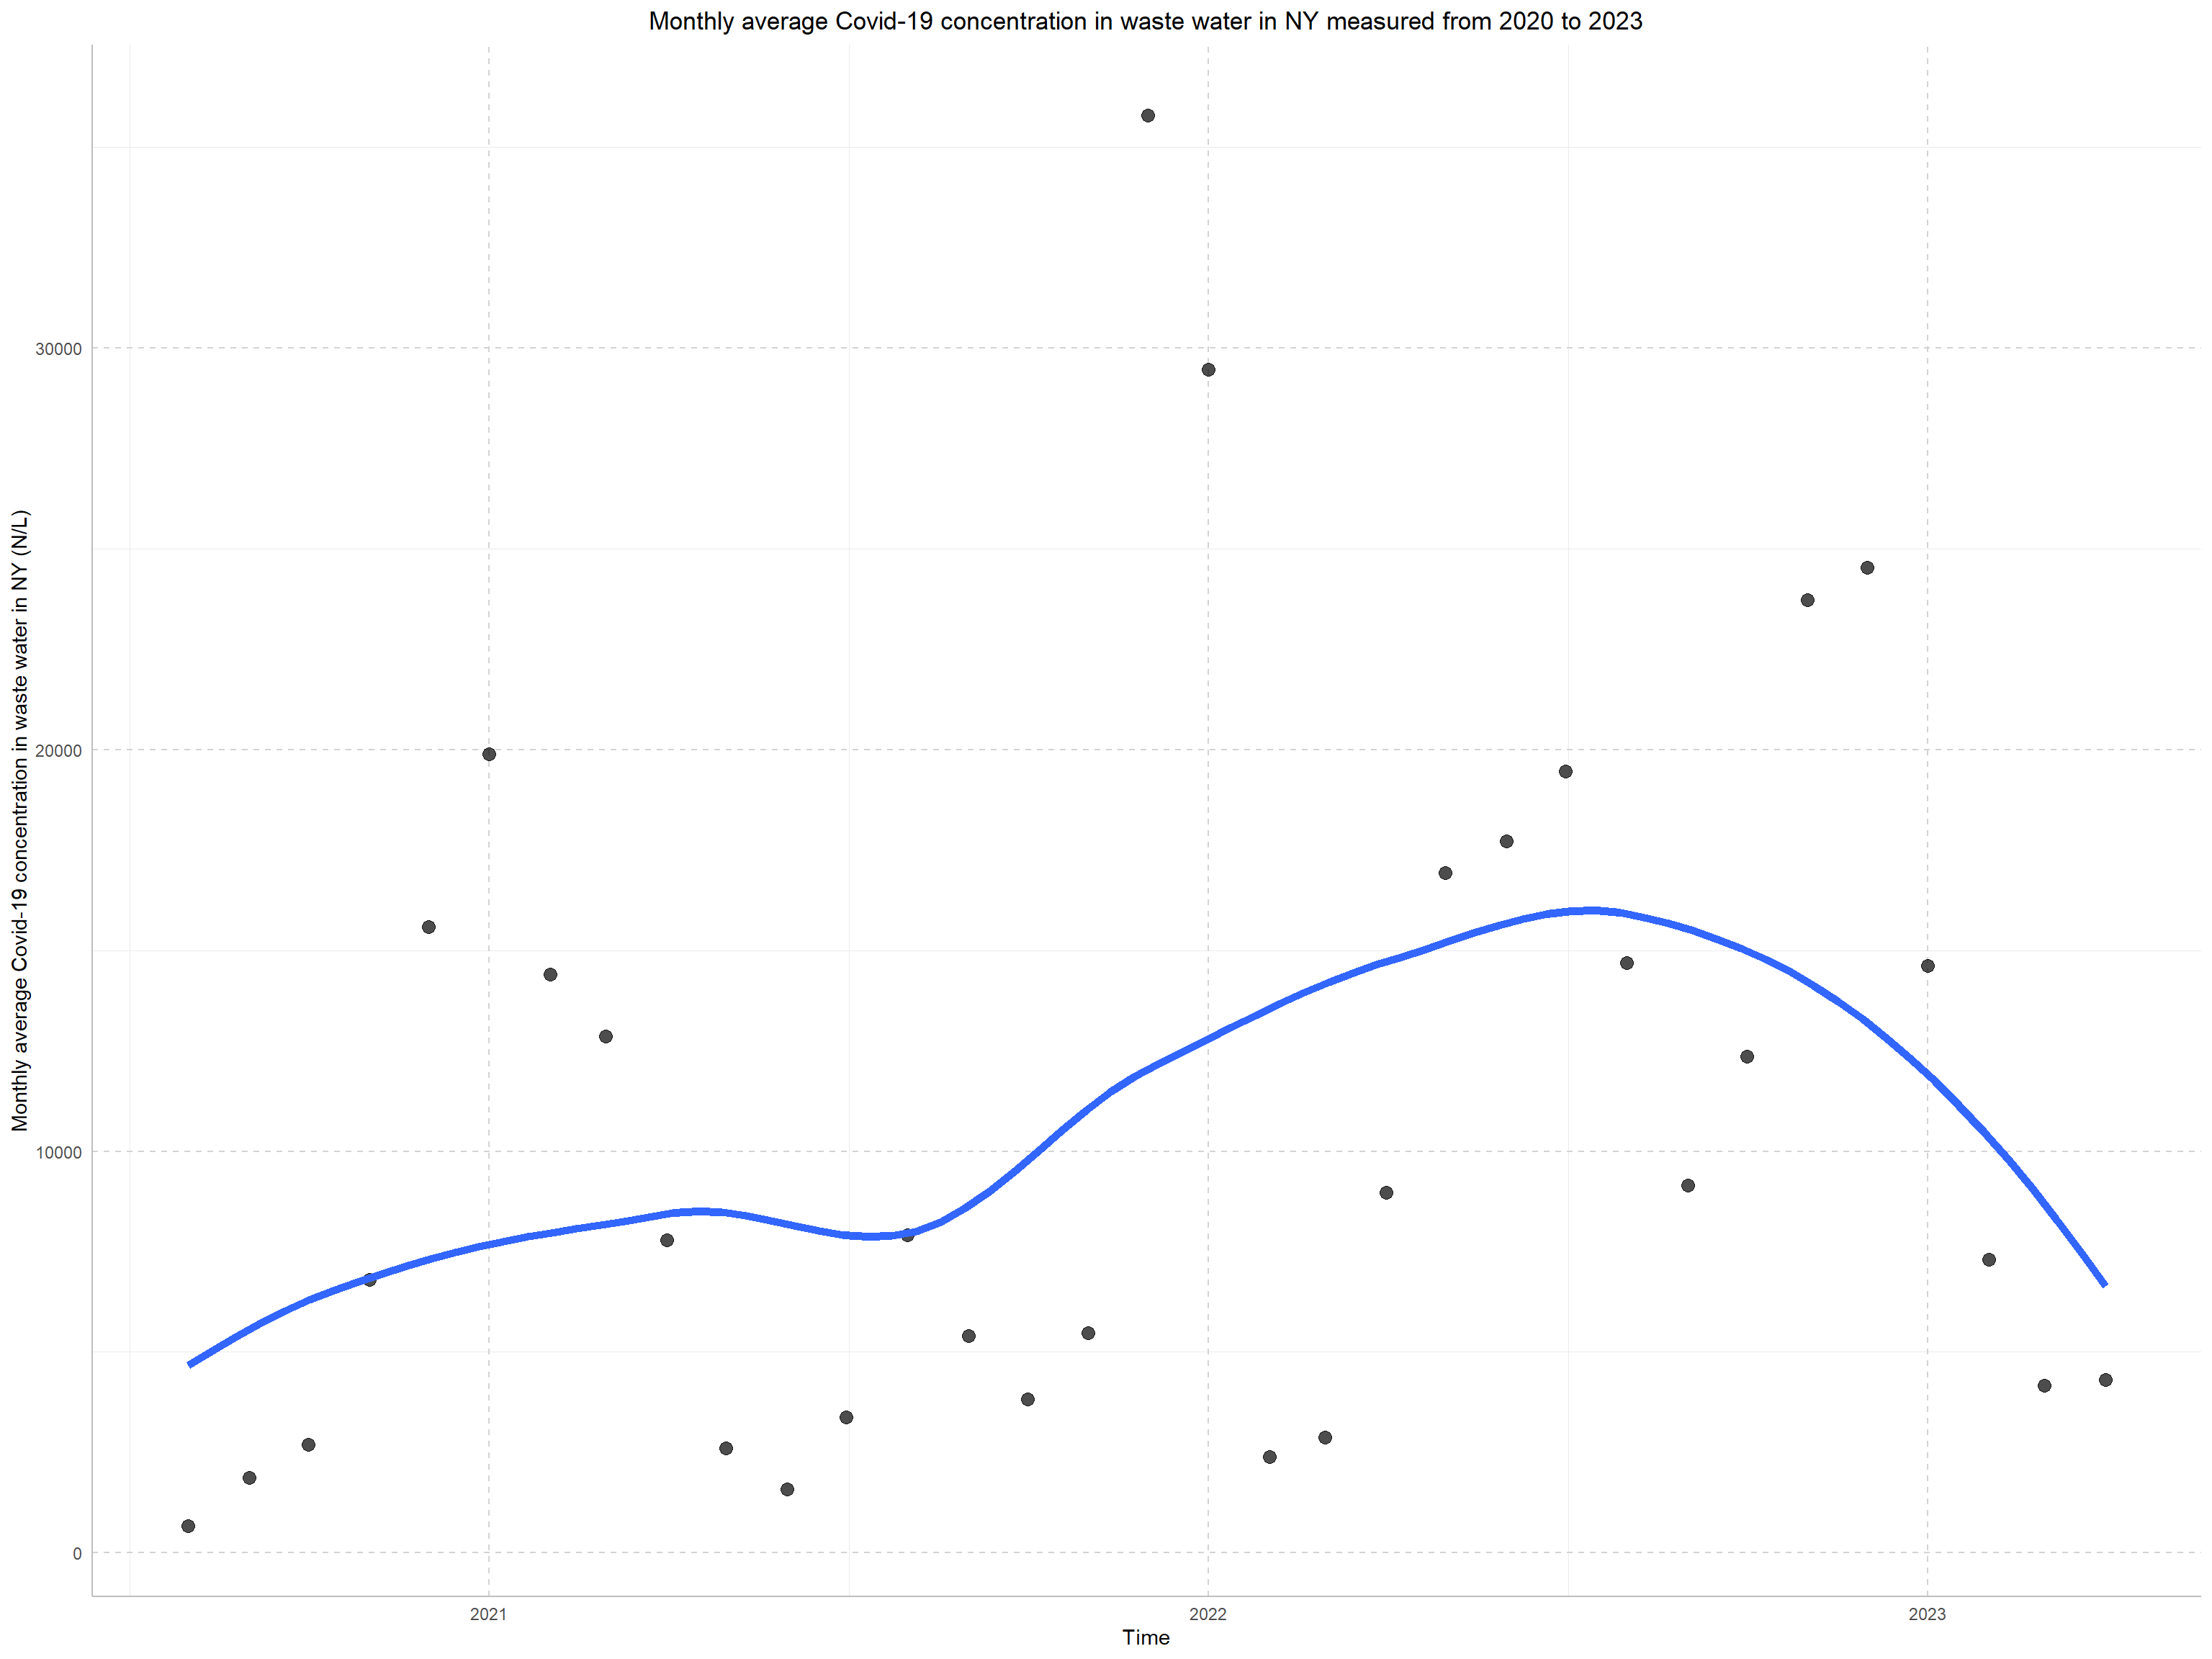 Monthly average Covid-19 concentration in waste water in NY measured from 2020 to 2023
Monthly average Covid-19 concentration in waste water in NY (N/L)
30000
20000
10000
0
2021
2022
2023
Time